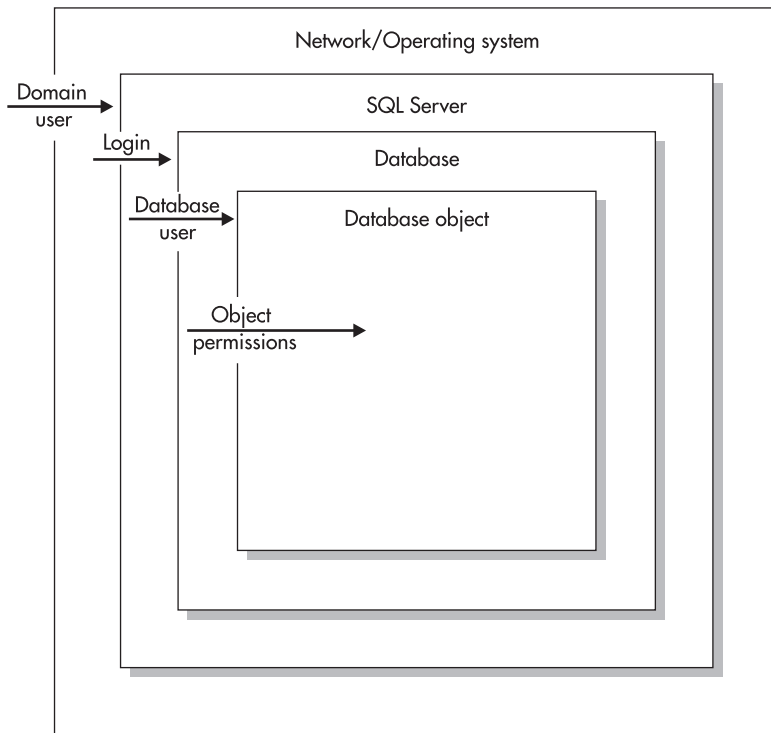 Network/Operating system
Domain
user
SQL Server
Login
Database
Database
user
Database object
Object
permissions